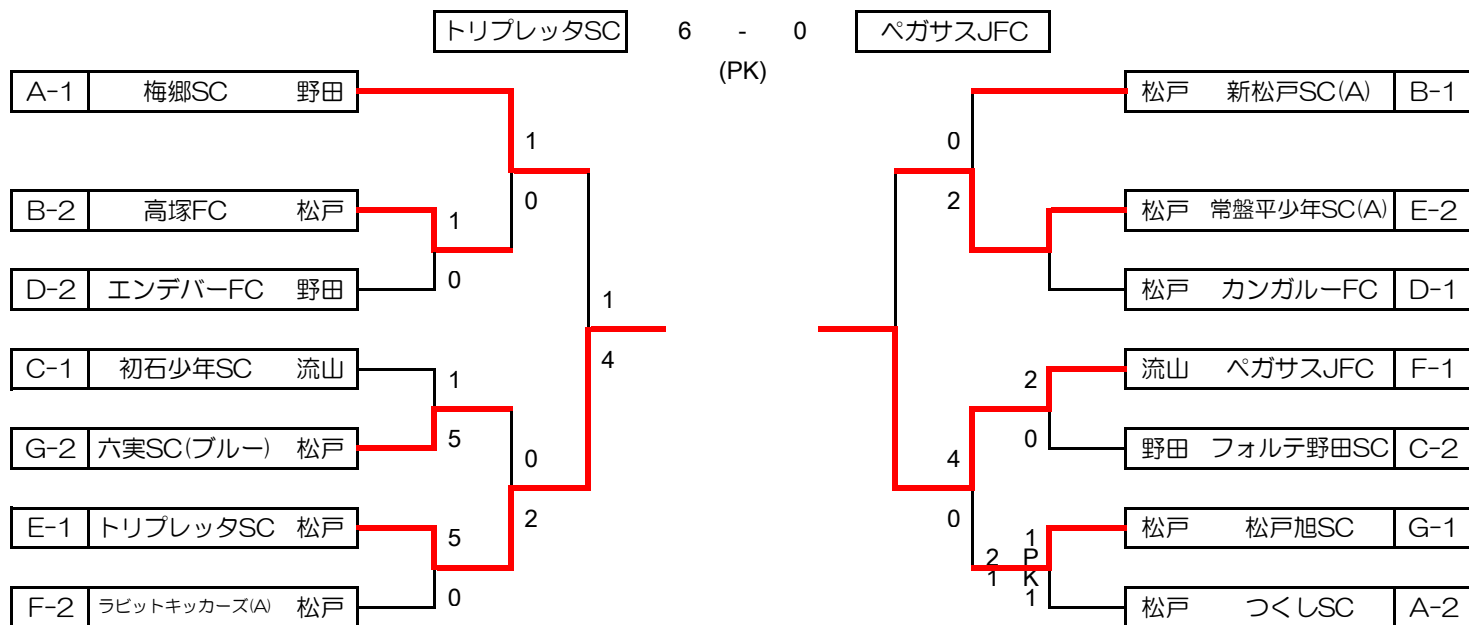 トリプレッタSC 6 - 0 ペガサスJFC
(PK)
A-1 梅郷SC 野田
1
0
B-2 高塚FC 松戸
1
0
D-2 エンデバーFC 野田
1
4
C-1 初石少年SC 流山
1
5
G-2 六実SC(ブルー) 松戸
0
2
E-1 トリプレッタSC 松戸
5
0
F-2 ラビットキッカーズ(A) 松戸
松戸 新松戸SC(A) B-1
0
2
松戸 常盤平少年SC(A) E-2
松戸 カンガルーFC D-1
流山 ペガサスJFC F-1
2
0
野田 フォルテ野田SC C-2
4
0
松戸 松戸旭SC G-1
1
2 P
1 K
1
松戸 つくしSC A-2